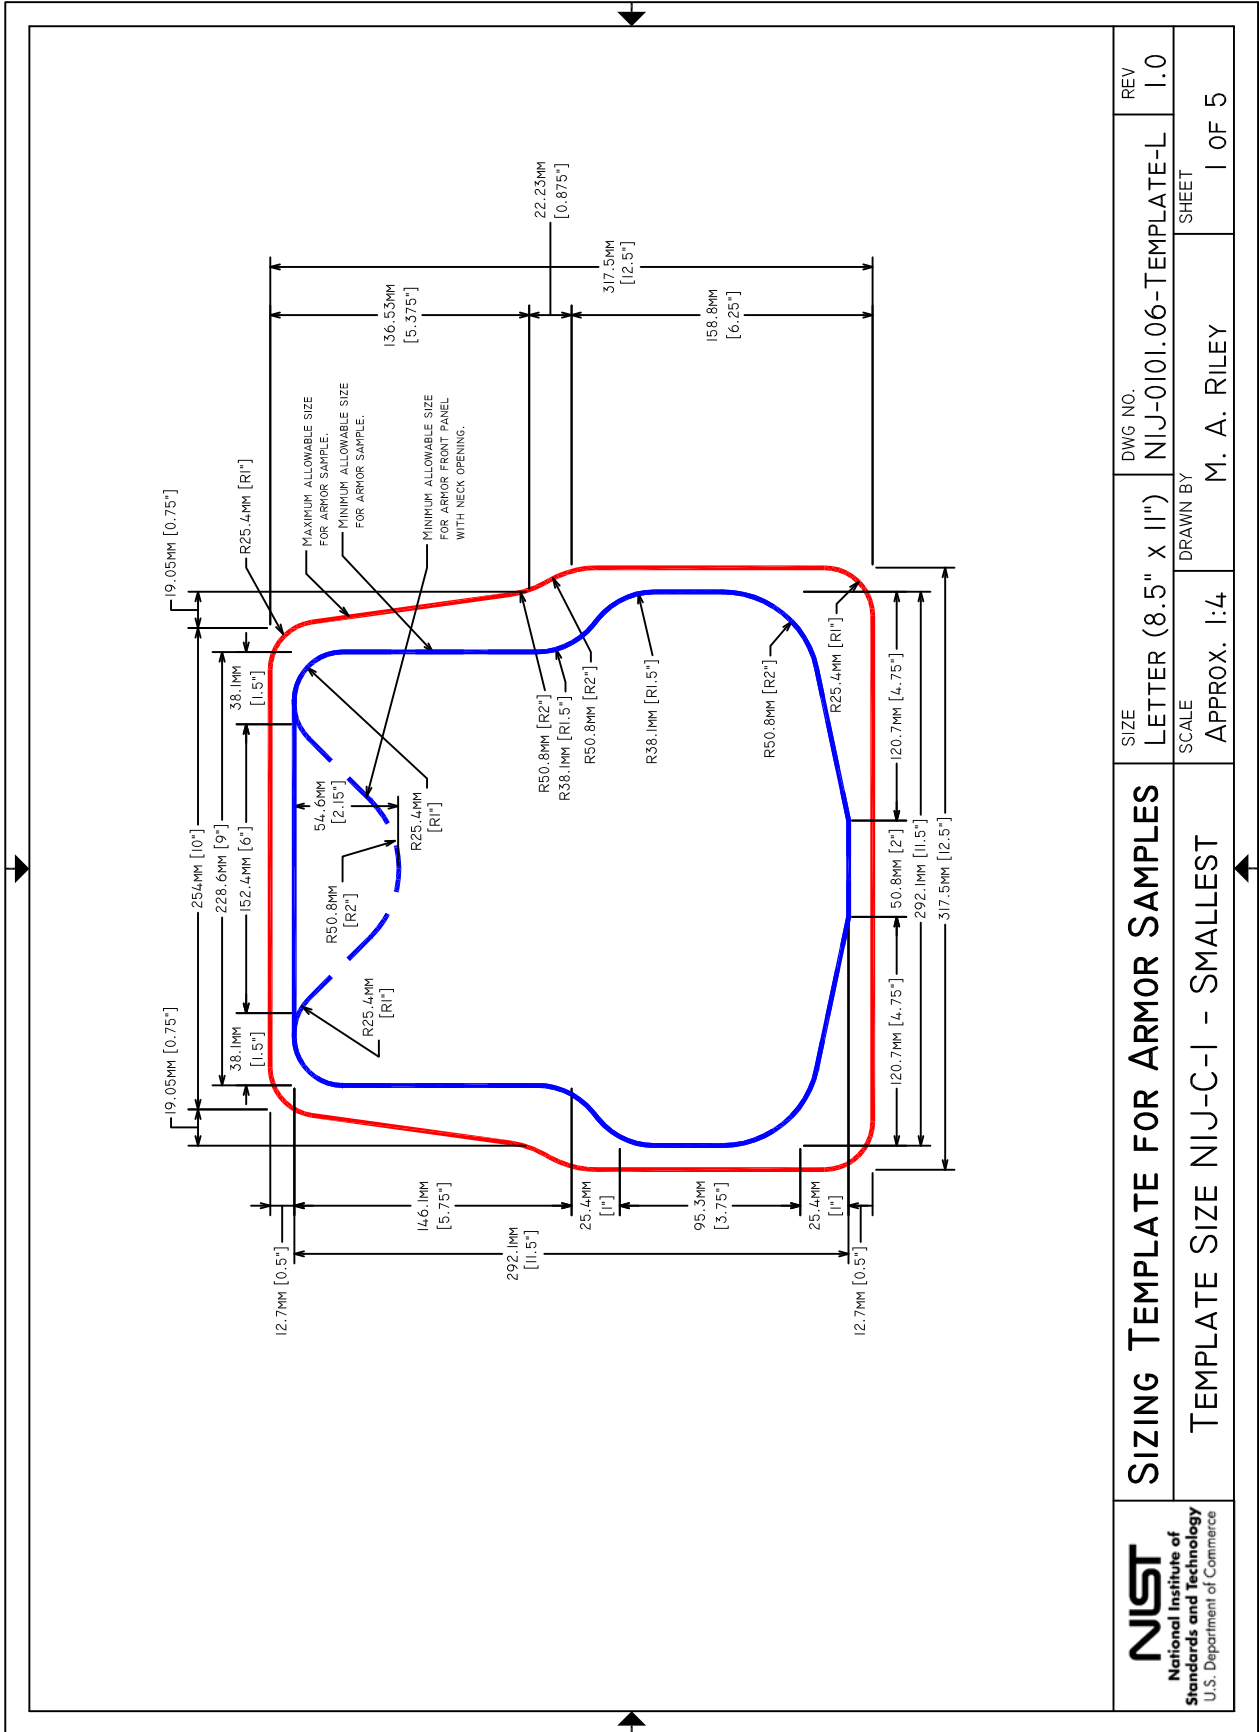 19.05MM [0.75"]
254MM [10"]
19.05MM [0.75"]
228.6MM [9"]
38.1MM
[1.5"]
152.4MM [6"]
38.1MM
[1.5"]
R25.4MM [R1"]
MAXIMUM ALLOWABLE SIZE
FOR ARMOR SAMPLE.
MINIMUM ALLOWABLE SIZE
FOR ARMOR SAMPLE.
MINIMUM ALLOWABLE SIZE
FOR ARMOR FRONT PANEL
WITH NECK OPENING.
12.7MM [0.5"]
146.1MM
[5.75"]
292.1MM
[11.5"]
25.4MM
[1"]
95.3MM
[3.75"]
25.4MM
[1"]
12.7MM [0.5"]
R25.4MM
[R1"]
R50.8MM
[R2"]
54.6MM
[2.15"]
R25.4MM
[R1"]
R50.8MM [R2"]
R38.1MM [R1.5"]
R50.8MM [R2"]
R38.1MM [R1.5"]
R50.8MM [R2"]
R25.4MM [R1"]
136.53MM
[5.375"]
22.23MM
[0.875"]
317.5MM
[12.5"]
158.8MM
[6.25"]
120.7MM [4.75"]
50.8MM [2"]
120.7MM [4.75"]
292.1MM [11.5"]
317.5MM [12.5"]
NIST
National Institute of
Standards and Technology
U.S. Department of Commerce
SIZING TEMPLATE FOR ARMOR SAMPLES
TEMPLATE SIZE NIJ-C-1 - SMALLEST
SIZE
LETTER (8.5" X 11")
DWG NO.
NIJ-0101.06-TEMPLATE-L
REV
1.0
SCALE
APPROX. 1:4
DRAWN BY
M. A. RILEY
SHEET
1 OF 5